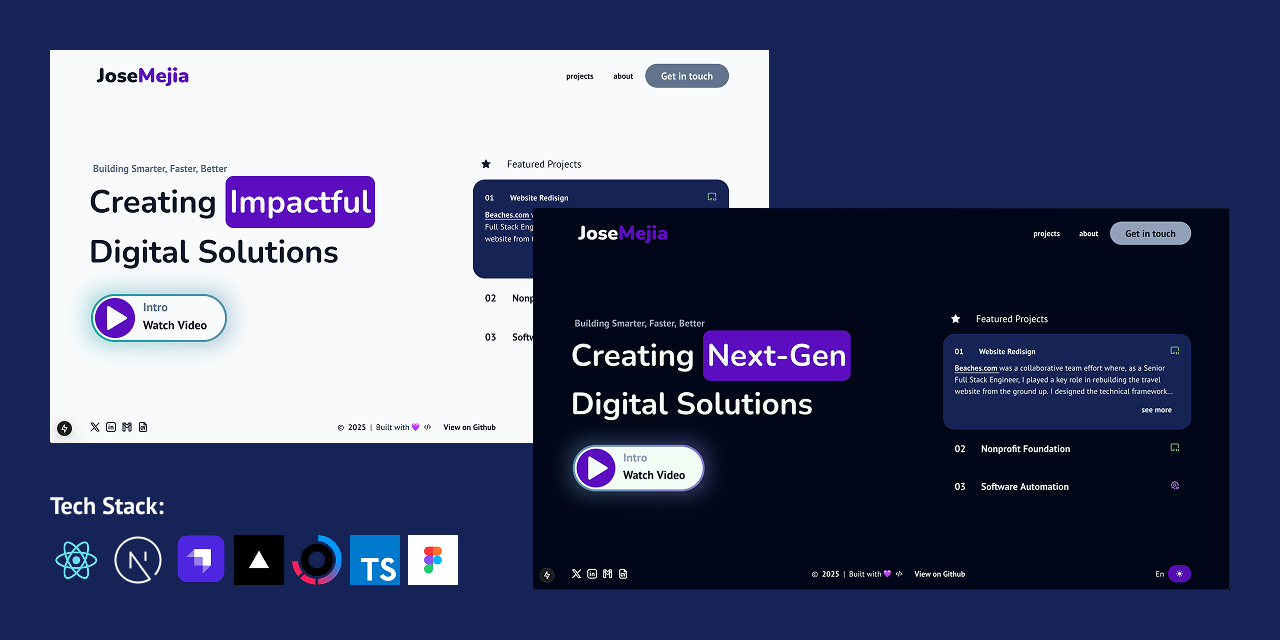 JoseMejia
projects
about
Get in touch
Building Smarter, Faster, Better
Creating Impactful
Digital Solutions
Intro
Watch Video
Featured Projects
01 Website Redisign
Beaches.com
Full Stack Eng
website from
02 Nonp
03 Softw
© 2025 | Built with 💜 </> View on Github
JoseMejia
projects
about
Get in touch
Building Smarter, Faster, Better
Creating Next-Gen
Digital Solutions
Intro
Watch Video
Featured Projects
01 Website Redisign
Beaches.com was a collaborative team effort where, as a Senior
Full Stack Engineer, I played a key role in rebuilding the travel
website from the ground up. I designed the technical framework...
see more
02 Nonprofit Foundation
03 Software Automation
© 2025 | Built with 💜 </> View on Github
En
Tech Stack:
N
TS